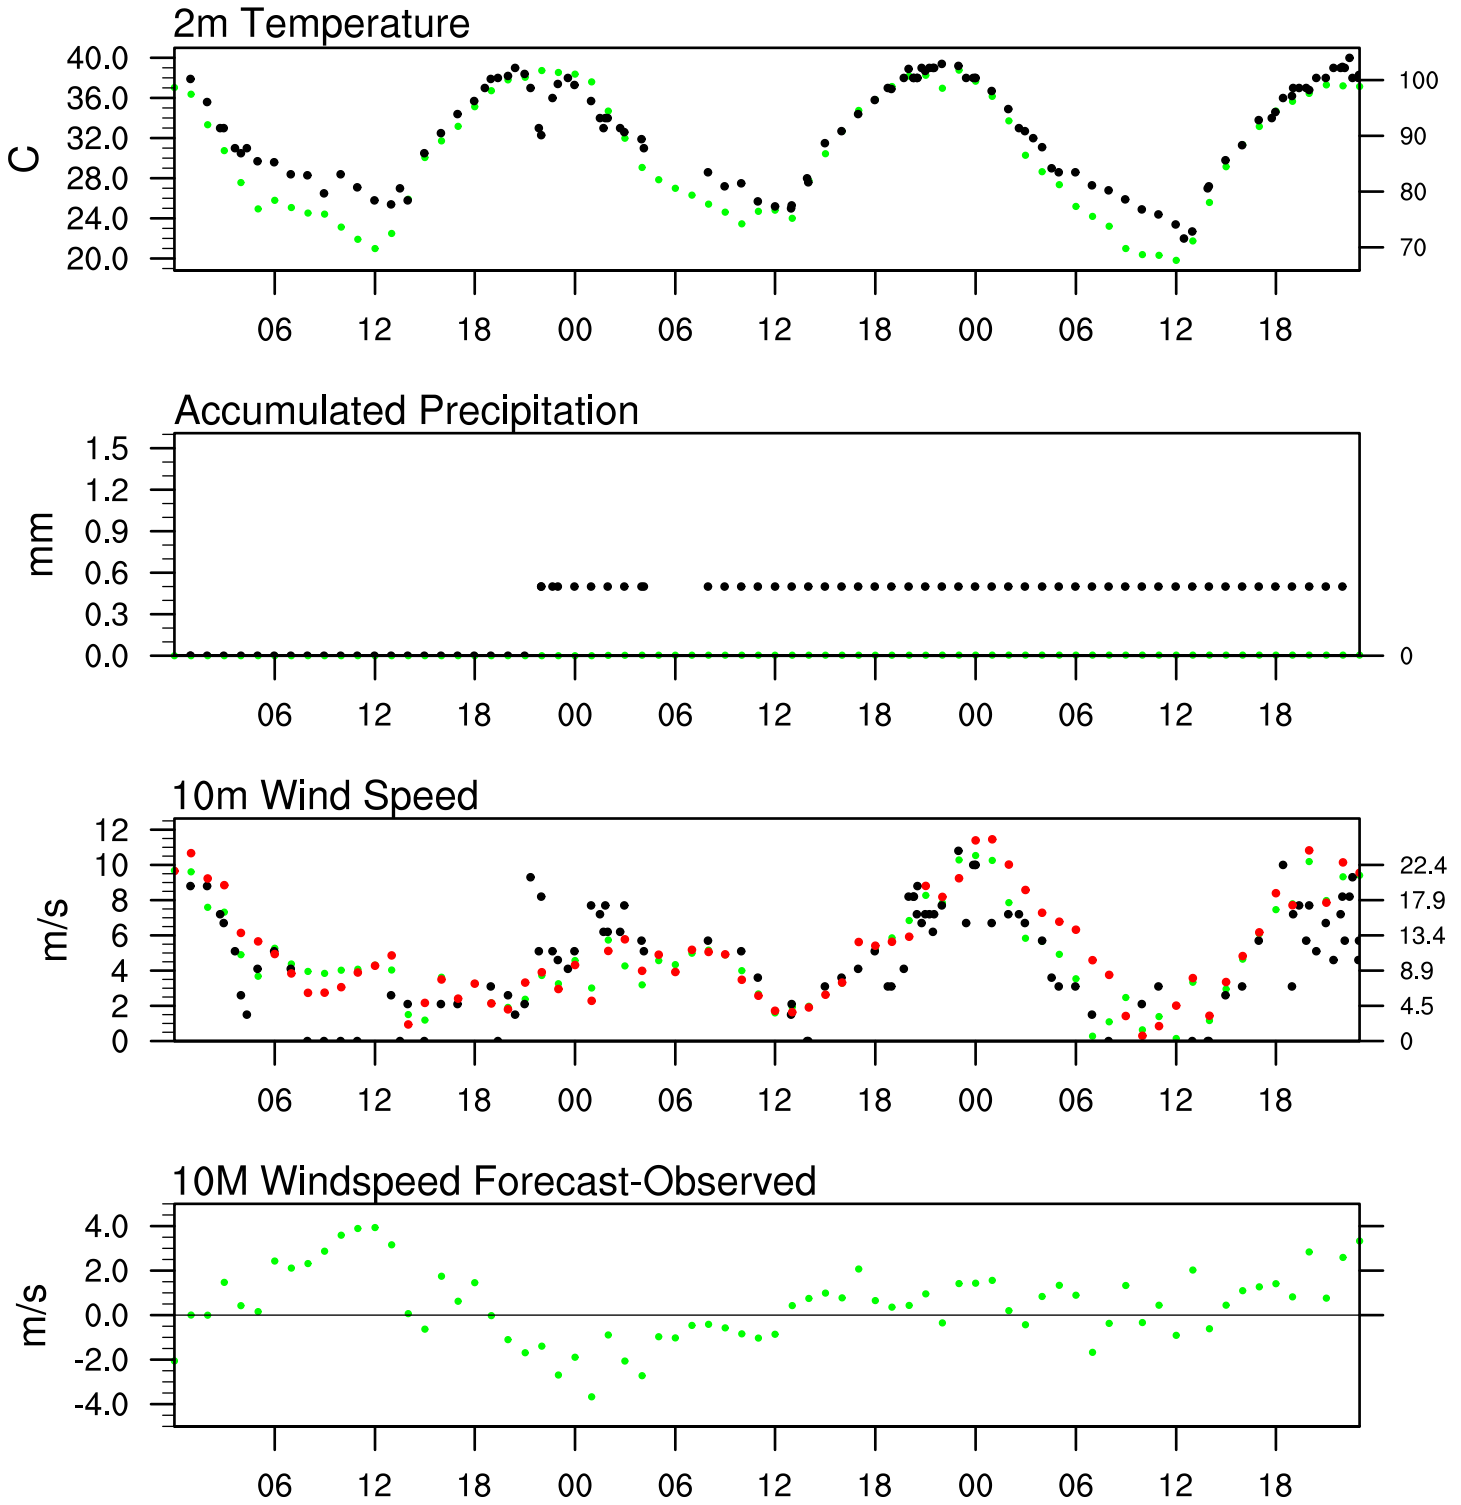 2m Temperature
40.0
36.0
32.0
28.0
24.0
20.0
C
100
90
80
70
06 12 18 00 06 12 18 00 06 12 18
Accumulated Precipitation
1.5
1.2
0.9
0.6
0.3
0.0
mm
0
06 12 18 00 06 12 18 00 06 12 18
10m Wind Speed
12
10
8
6
4
2
0
m/s
22.4
17.9
13.4
8.9
4.5
0
06 12 18 00 06 12 18 00 06 12 18
10M Windspeed Forecast-Observed
4.0
2.0
0.0
-2.0
-4.0
m/s
06 12 18 00 06 12 18 00 06 12 18